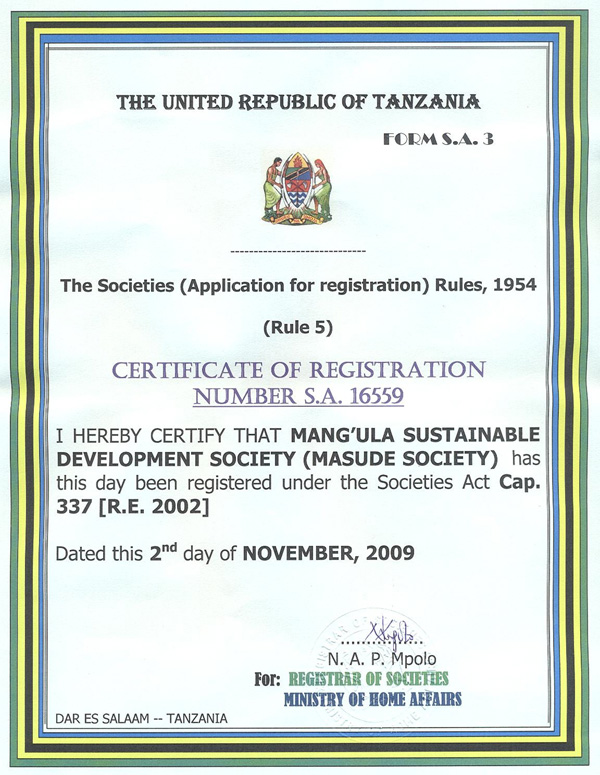 THE UNITED REPUBLIC OF TANZANIA
FORM S.A. 3
----------------------------
The Societies (Application for registration) Rules, 1954
(Rule 5)
CERTIFICATE OF REGISTRATION
NUMBER S.A. 16559
I HEREBY CERTIFY THAT MANG'ULA SUSTAINABLE
DEVELOPMENT SOCIETY (MASUDE SOCIETY) has
this day been registered under the Societies Act Cap.
337 [R.E. 2002]
Dated this 2nd day of NOVEMBER, 2009
N. A. P. Mpolo
For: REGISTRAR OF SOCIETIES
MINISTRY OF HOME AFFAIRS
DAR ES SALAAM -- TANZANIA